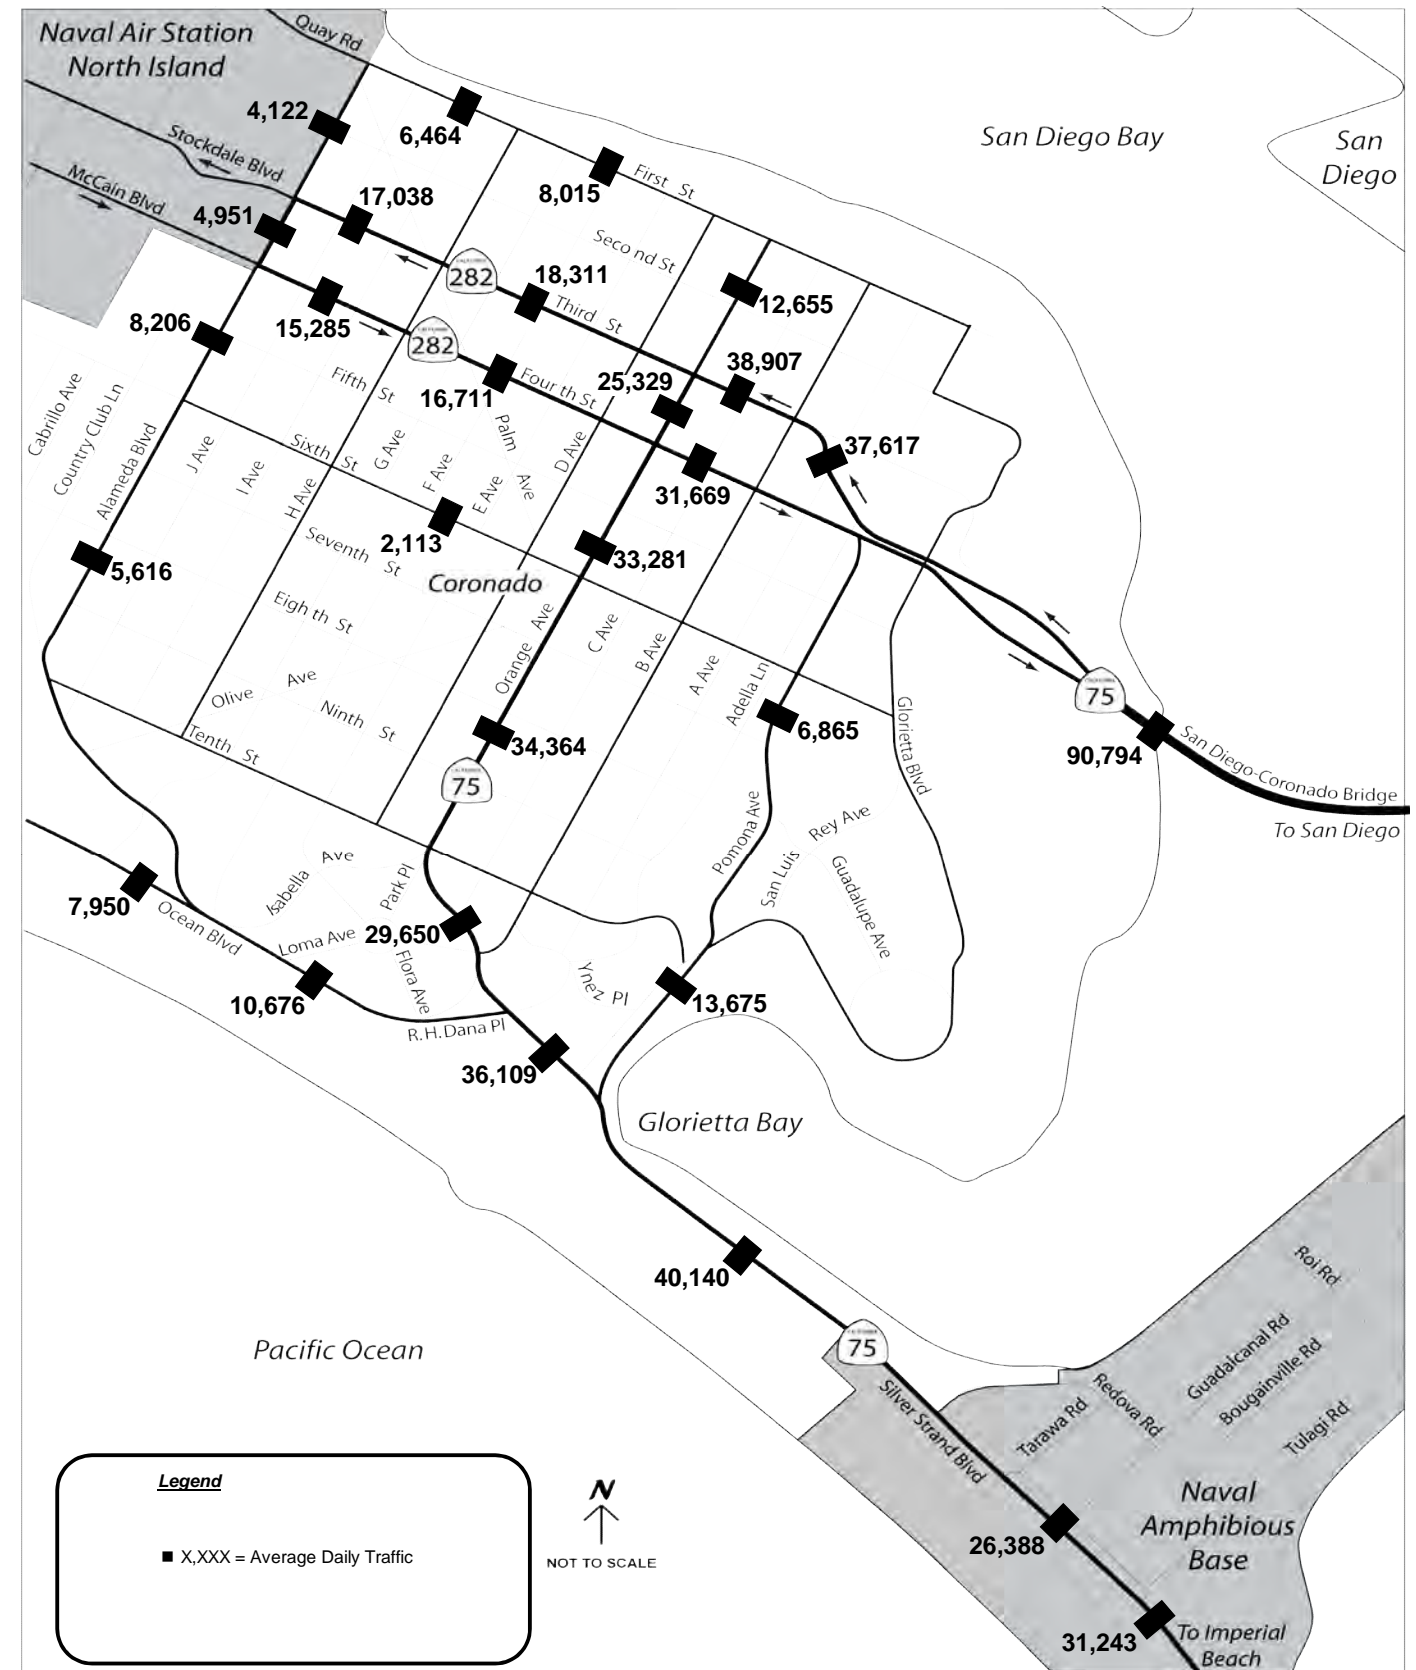 Naval Air Station
North Island
Quay Rd
4,122
6,464
Stockdale Blvd
McCain Blvd
San Diego Bay
San
Diego
First St
8,015
17,038
4,951
Second St
282
18,311
Third St
12,655
8,206
15,285
282
38,907
Fifth St
Fourth St
25,329
16,711
Cabrillo Ave
Country Club Ln
Alameda Blvd
J Ave
I Ave
H Ave
Sixth St
G Ave
F Ave
E Ave
Palm Ave
D Ave
37,617
31,669
2,113
Seventh St
33,281
5,616
Coronado
Eighth St
Orange Ave
C Ave
B Ave
A Ave
Adella Ln
Olive Ave
Ninth St
Tenth St
34,364
6,865
Glorietta Blvd
75
90,794
San Diego-Coronado Bridge
To San Diego
75
Pomona Ave
San Luis Rey Ave
Guadalupe Ave
Isabella Ave
Park Pl
7,950
Ocean Blvd
Loma Ave
29,650
Flora Ave
Ynez Pl
10,676
R.H.Dana Pl
13,675
36,109
Glorietta Bay
40,140
Pacific Ocean
75
Silver Strand Blvd
Roi Rd
Guadalcanal Rd
Bougainville Rd
Redova Rd
Tarawa Rd
Tulagi Rd
Naval
Amphibious
Base
26,388
31,243
To Imperial
Beach
Legend
X,XXX = Average Daily Traffic
N
NOT TO SCALE